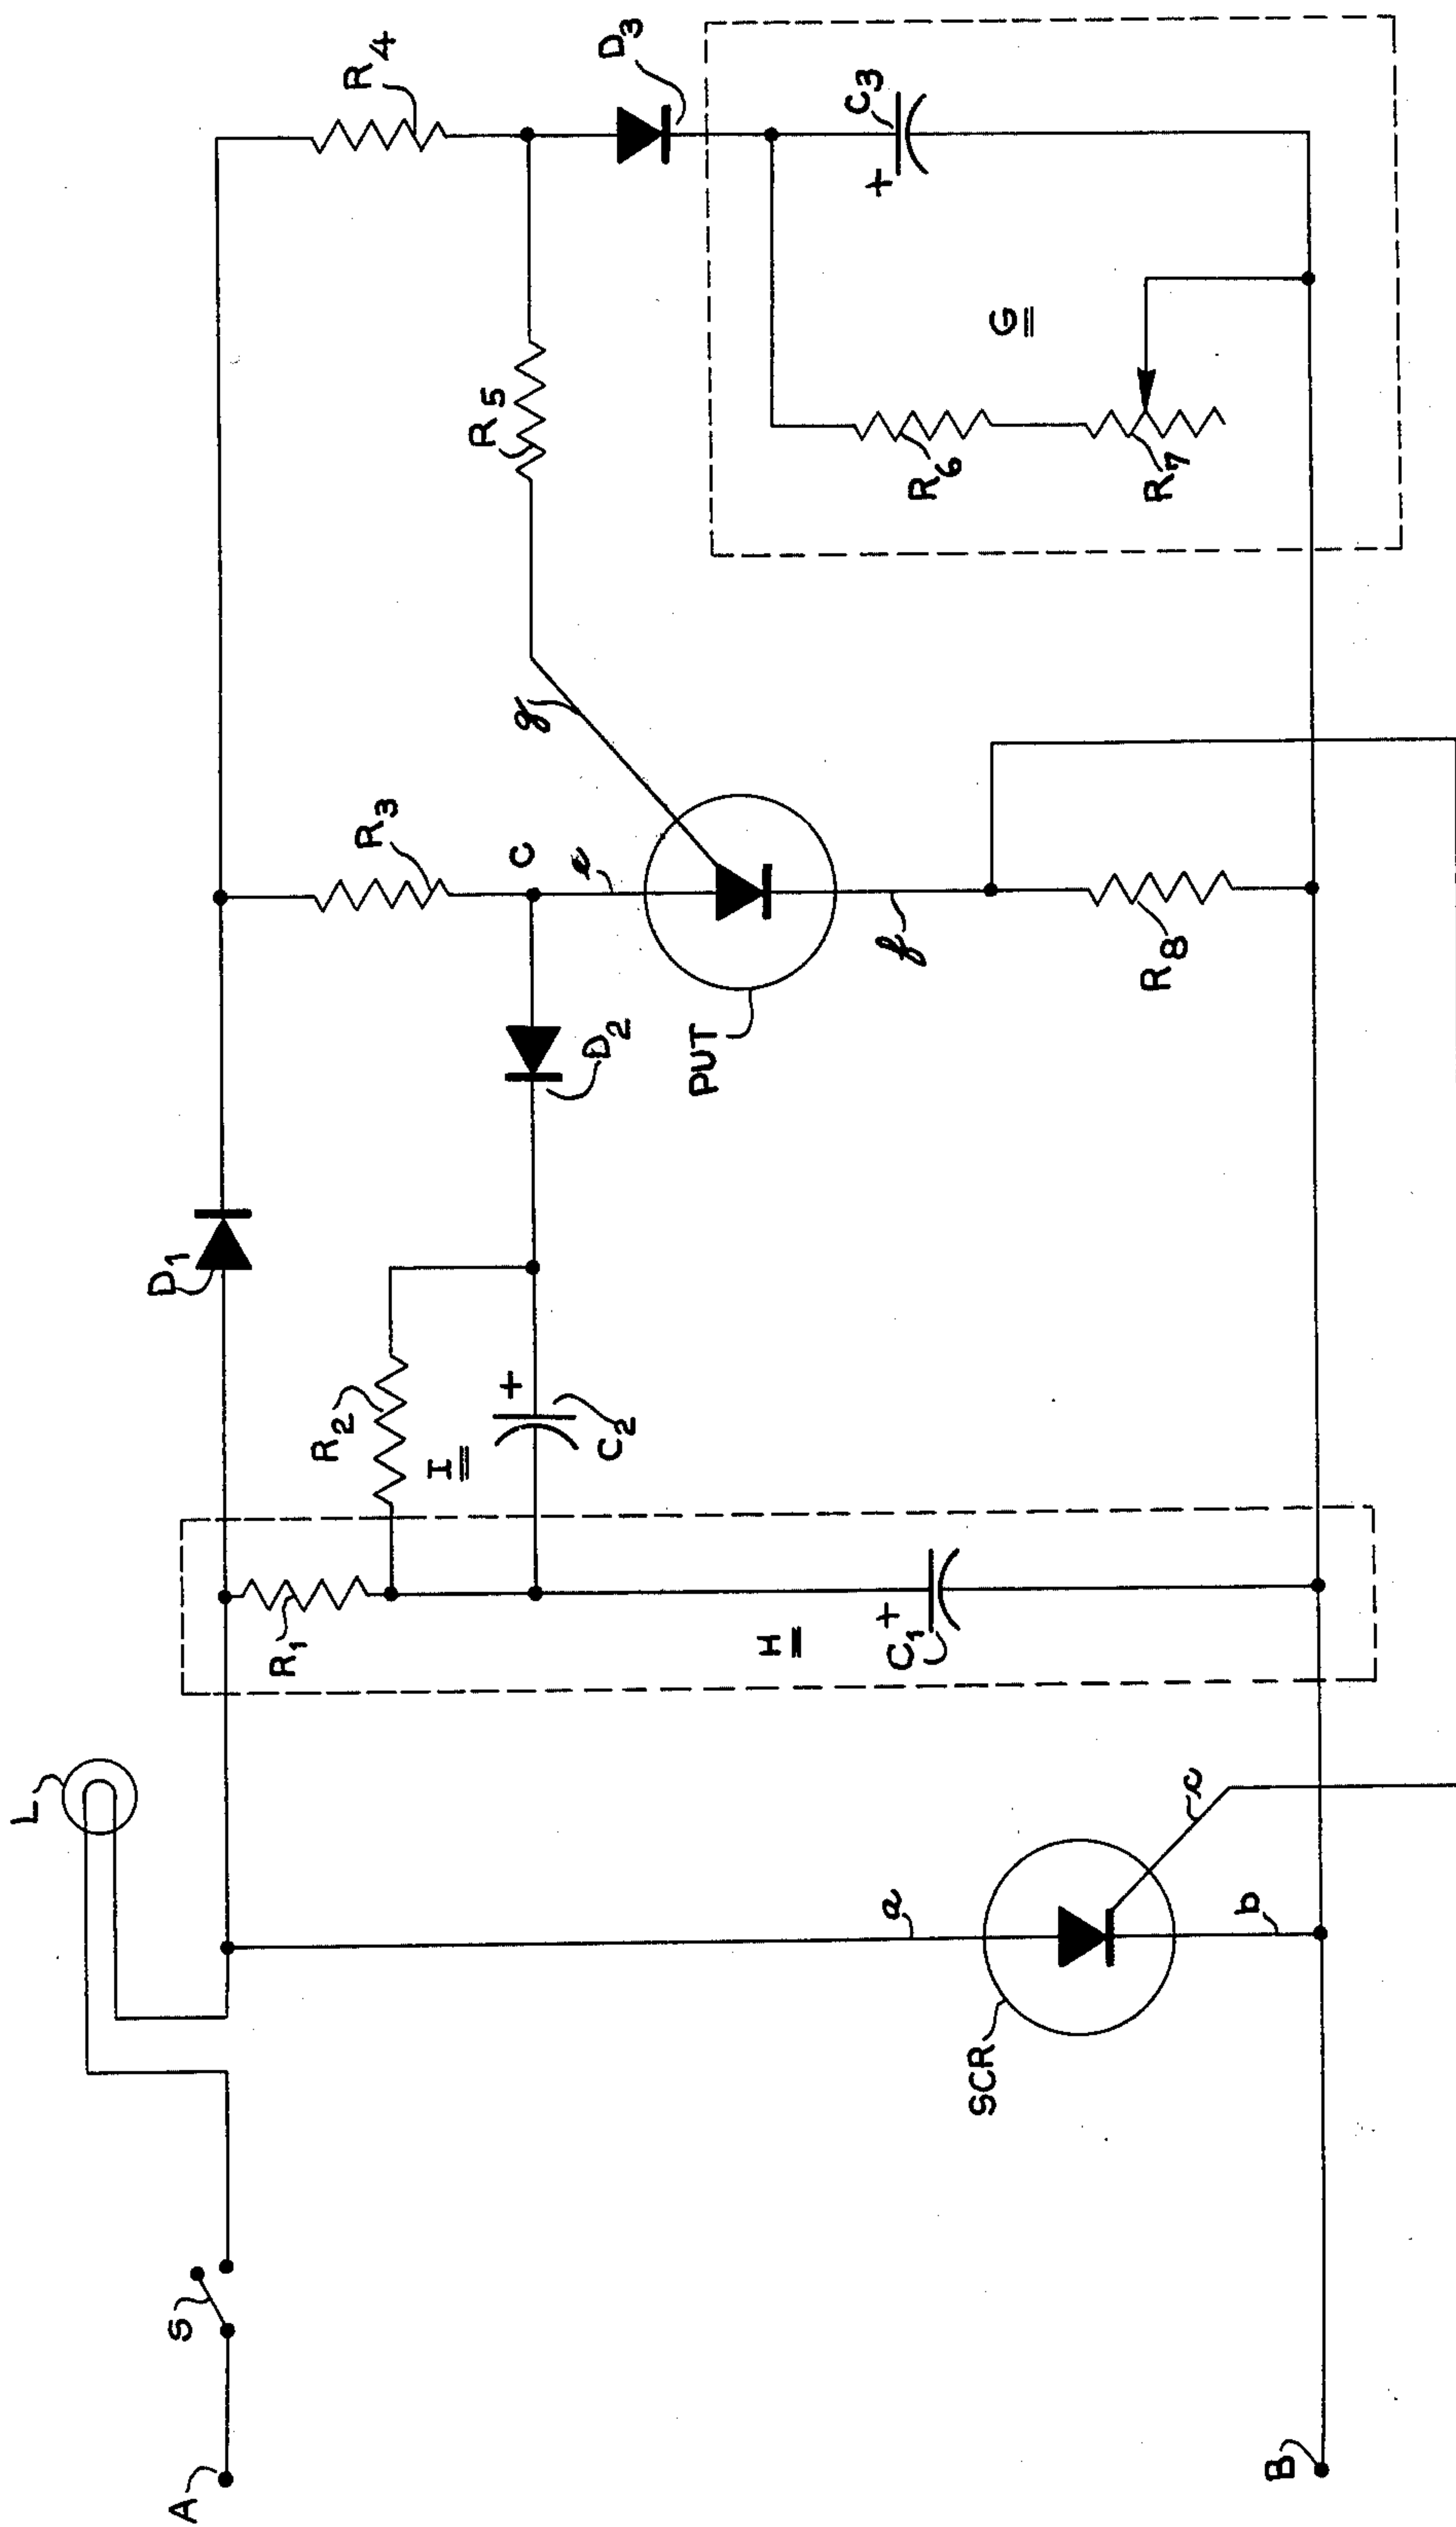 A
S
L
SCR
a
b
c
B
H
R1
C1
+
I
R2
C2
+
D1
D2
C
R3
e
PUT
f
g
R8
R4
R5
D3
G
C3
+
R6
R7